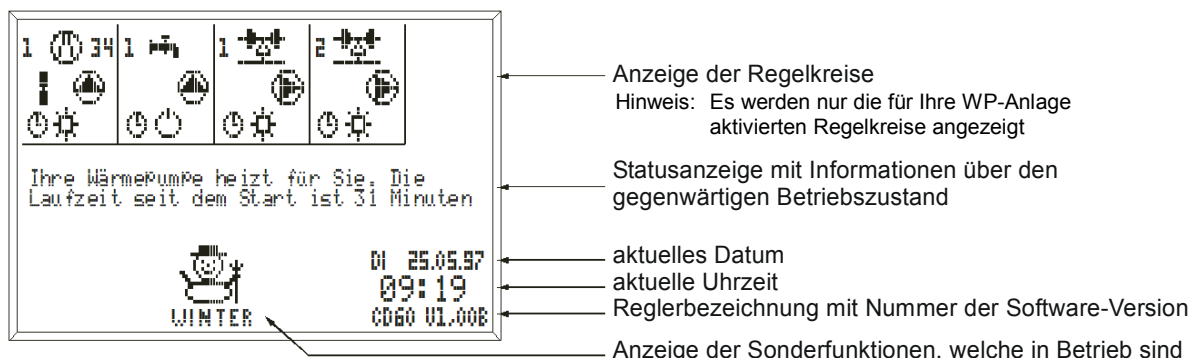 1 34 1 1 2
Ihre Wärmepumpe heizt für Sie. Die
Laufzeit seit dem Start ist 31 Minuten
DI 25.05.97
09:19
WINTER CD60 V1.00B
Anzeige der Regelkreise
Hinweis: Es werden nur die für Ihre WP-Anlage
aktivierten Regelkreise angezeigt
Statusanzeige mit Informationen über den
gegenwärtigen Betriebszustand
aktuelles Datum
aktuelle Uhrzeit
Reglerbezeichnung mit Nummer der Software-Version
Anzeige der Sonderfunktionen, welche in Betrieb sind